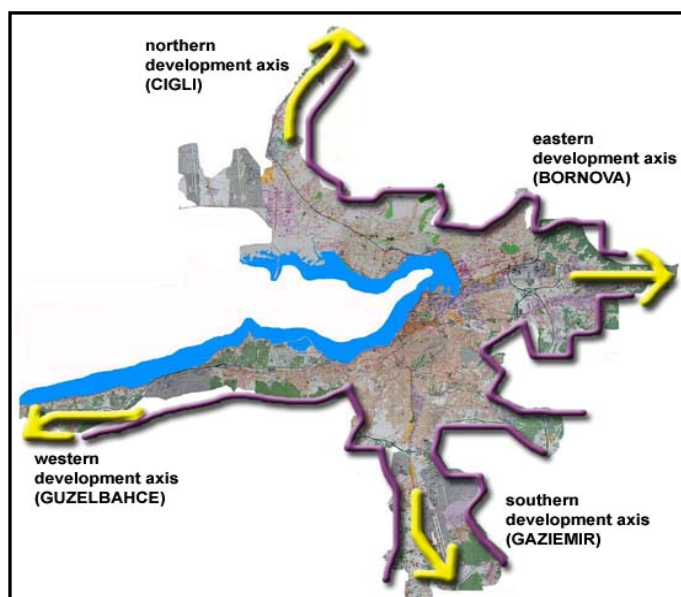 northern
development axis
(CIGLI)
eastern
development axis
(BORNOVA)
western
development axis
(GUZELBAHCE)
southern
development axis
(GAZIEMIR)